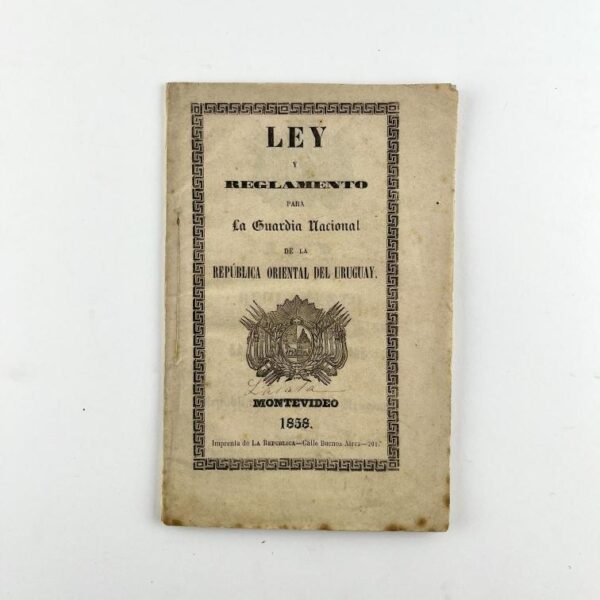 LEY
Y
REGLAMENTO
PARA
La Guardia Nacional
DE LA
REPÚBLICA ORIENTAL DEL URUGUAY.
MONTEVIDEO
1858.
Imprenta de LA REPUBLICA—Calle Buenos Aires—